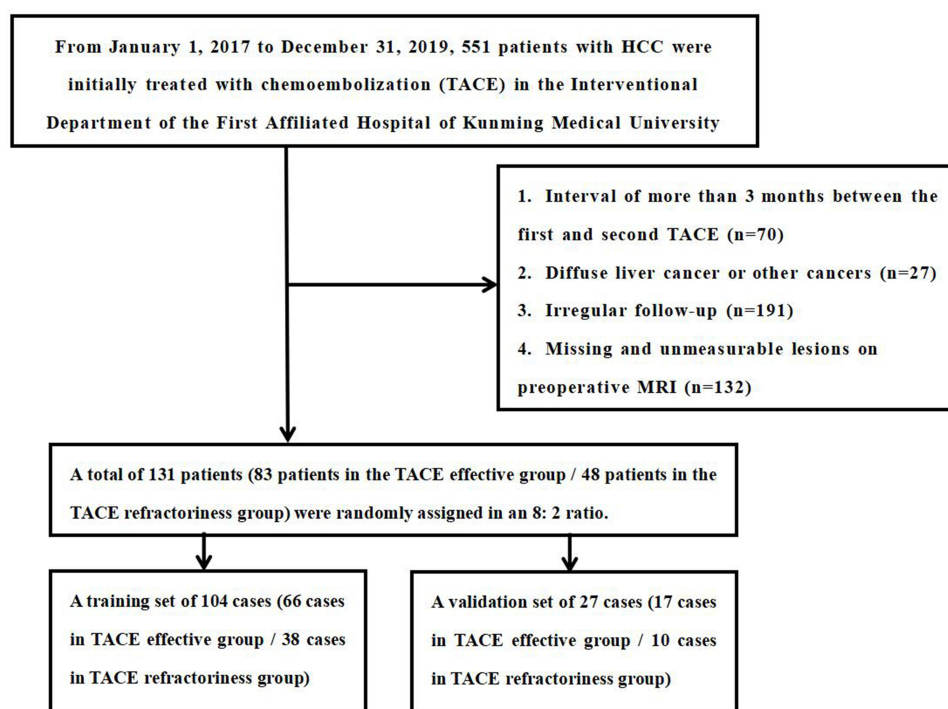 From January 1, 2017 to December 31, 2019, 551 patients with HCC were
initially treated with chemoembolization (TACE) in the Interventional
Department of the First Affiliated Hospital of Kunming Medical University
1. Interval of more than 3 months between the
first and second TACE (n=70)
2. Diffuse liver cancer or other cancers (n=27)
3. Irregular follow-up (n=191)
4. Missing and unmeasurable lesions on
preoperative MRI (n=132)
A total of 131 patients (83 patients in the TACE effective group / 48 patients in the
TACE refractoriness group) were randomly assigned in an 8: 2 ratio.
A training set of 104 cases (66 cases
in TACE effective group / 38 cases
in TACE refractoriness group)
A validation set of 27 cases (17 cases
in TACE effective group / 10 cases
in TACE refractoriness group)